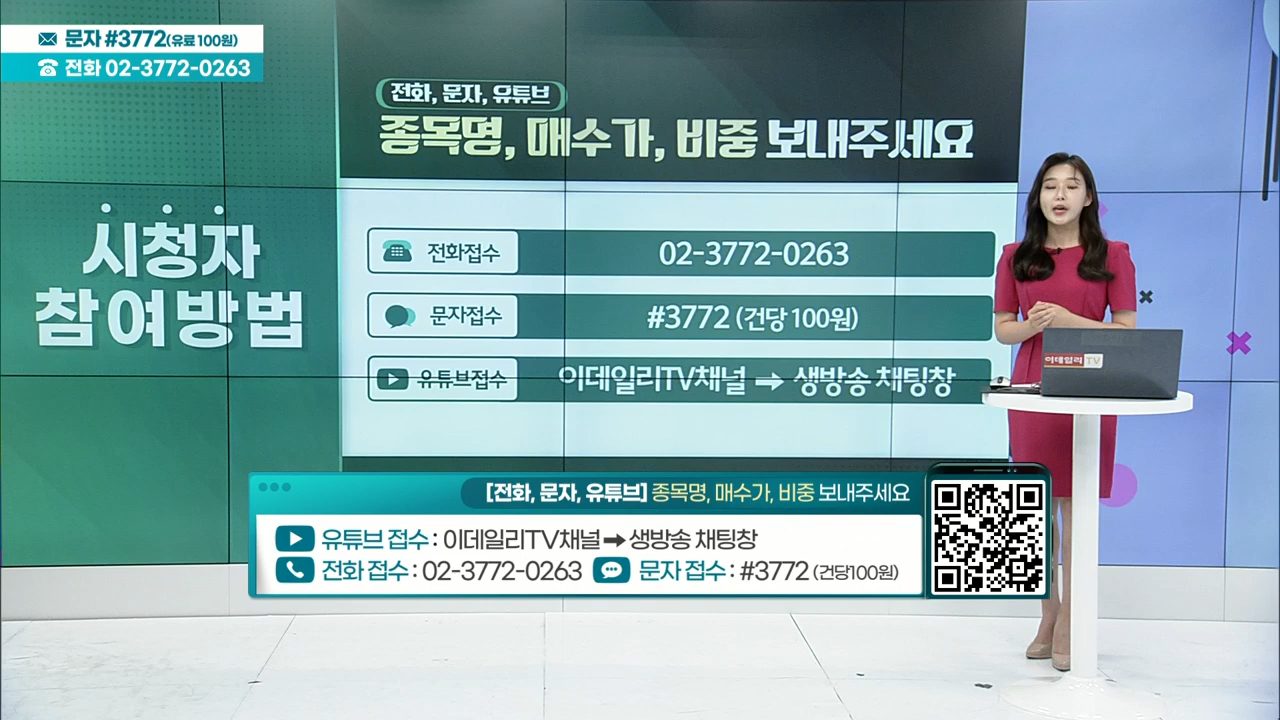 문자 #3772(유료 100원)
전화 02-3772-0263
전화, 문자, 유튜브
종목명, 매수가, 비중 보내주세요
시청자
참여방법
전화접수 02-3772-0263
문자접수 #3772 (건당 100원)
유튜브접수 이데일리TV채널 → 생방송 채팅창
이데일리 TV
[전화, 문자, 유튜브] 종목명, 매수가, 비중 보내주세요
유튜브 접수 : 이데일리TV채널 → 생방송 채팅창
전화 접수 : 02-3772-0263 문자 접수 : #3772 (건당100원)